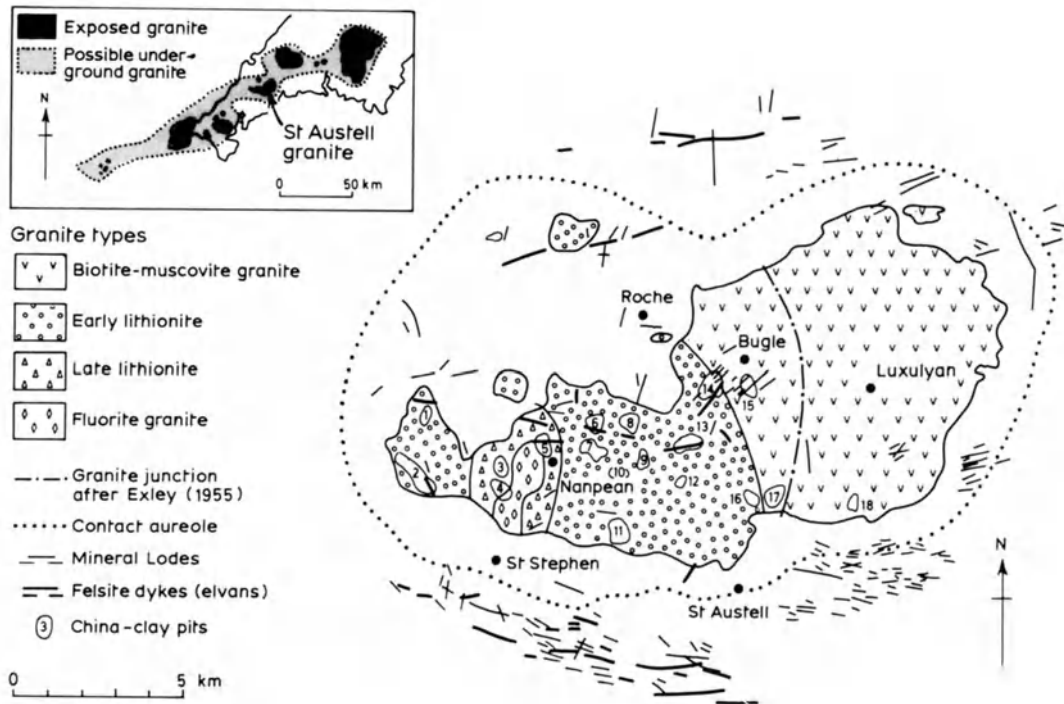 Exposed granite
Possible under-
ground granite
N
St Austell
granite
0 50 km
Granite types
Biotite-muscovite granite
Early lithionite
Late lithionite
Fluorite granite
Granite junction
after Exley (1955)
Contact aureole
Mineral Lodes
Felsite dykes (elvans)
3 China-clay pits
0 5 km
Roche
Bugle
Luxulyan
Nanpean
St Stephen
St Austell
N
1
2
3
4
5
6
7
8
9
(10)
11
12
13
14
15
16
17
18